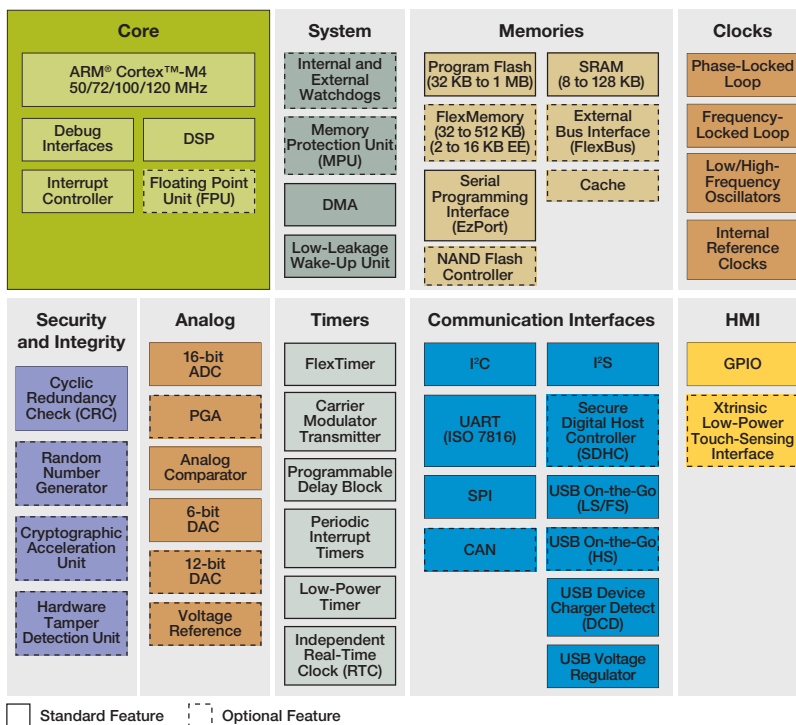 Core
ARM® Cortex™-M4
50/72/100/120 MHz
Debug
Interfaces
DSP
Interrupt
Controller
Floating Point
Unit (FPU)
System
Internal and
External
Watchdogs
Memory
Protection Unit
(MPU)
DMA
Low-Leakage
Wake-Up Unit
Memories
Program Flash
(32 KB to 1 MB)
SRAM
(8 to 128 KB)
FlexMemory
(32 to 512 KB)
(2 to 16 KB EE)
External
Bus Interface
(FlexBus)
Serial
Programming
Interface
(EzPort)
Cache
NAND Flash
Controller
Clocks
Phase-Locked
Loop
Frequency-
Locked Loop
Low/High-
Frequency
Oscillators
Internal
Reference
Clocks
Security
and Integrity
Cyclic
Redundancy
Check (CRC)
Random
Number
Generator
Cryptographic
Acceleration
Unit
Hardware
Tamper
Detection Unit
Analog
16-bit
ADC
PGA
Analog
Comparator
6-bit
DAC
12-bit
DAC
Voltage
Reference
Timers
FlexTimer
Carrier
Modulator
Transmitter
Programmable
Delay Block
Periodic
Interrupt
Timers
Low-Power
Timer
Independent
Real-Time
Clock (RTC)
Communication Interfaces
I²C
I²S
UART
(ISO 7816)
Secure
Digital Host
Controller
(SDHC)
SPI
USB On-the-Go
(LS/FS)
CAN
USB On-the-Go
(HS)
USB Device
Charger Detect
(DCD)
USB Voltage
Regulator
HMI
GPIO
Xtrinsic
Low-Power
Touch-Sensing
Interface
Standard Feature
Optional Feature